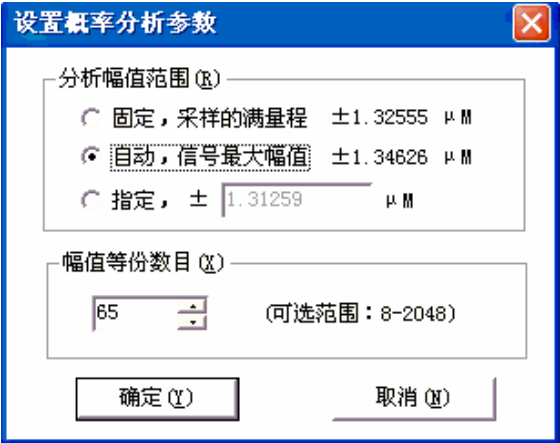 设置概率分析参数
分析幅值范围(R)
固定，采样的满量程 ±1.32555 μM
自动，信号最大幅值 ±1.34626 μM
指定，± 1.31259 μM
幅值等份数目(X)
65 (可选范围：8-2048)
确定(Y) 取消(N)